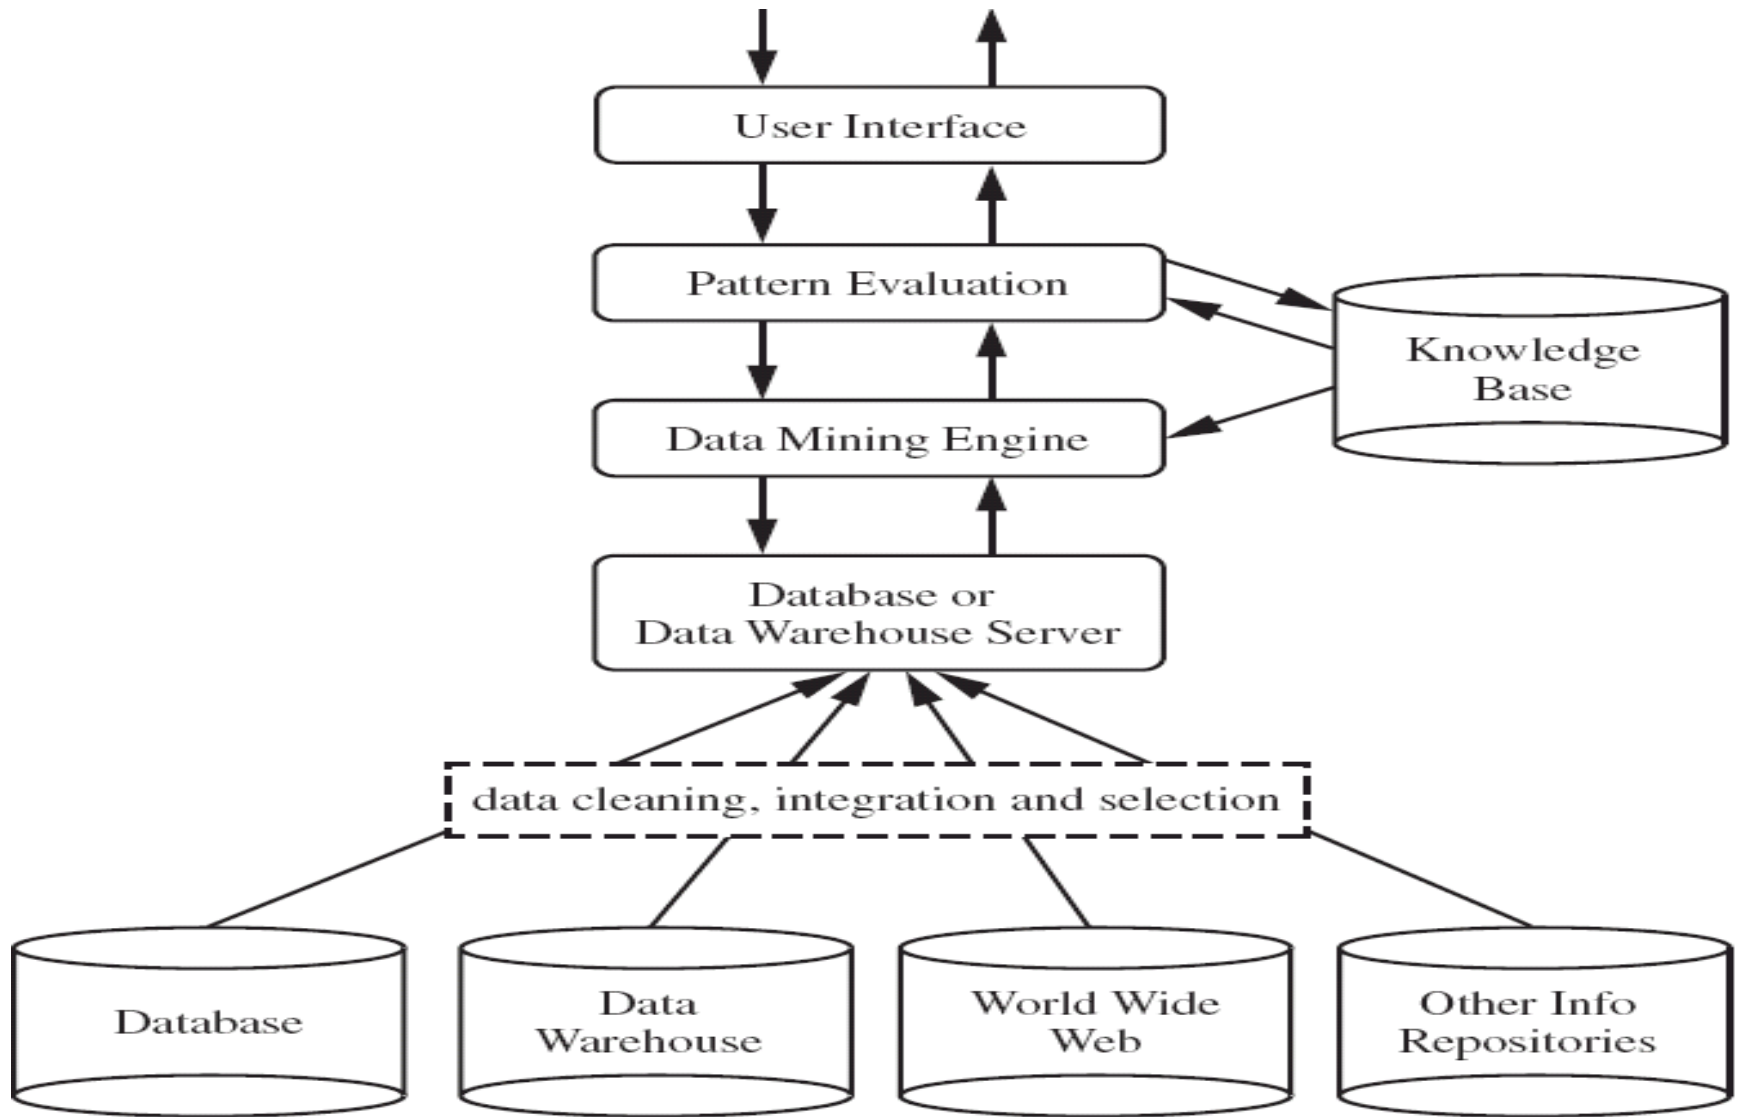 User Interface
Pattern Evaluation
Knowledge
Base
Data Mining Engine
Database or
Data Warehouse Server
data cleaning, integration and selection
Database
Data
Warehouse
World Wide
Web
Other Info
Repositories